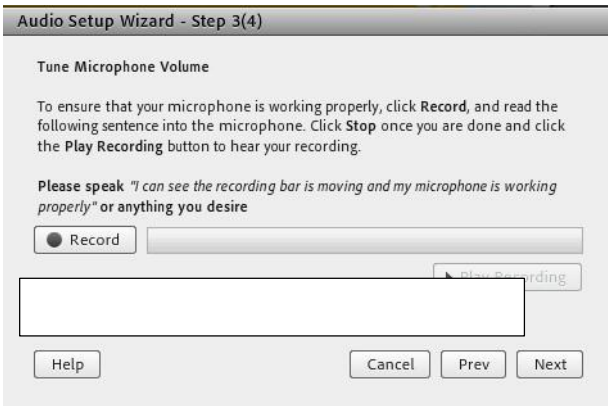 Audio Setup Wizard - Step 3(4)
Tune Microphone Volume
To ensure that your microphone is working properly, click Record, and read the
following sentence into the microphone. Click Stop once you are done and click
the Play Recording button to hear your recording.
Please speak "I can see the recording bar is moving and my microphone is working
properly" or anything you desire
Record
Play Recording
Help
Cancel
Prev
Next